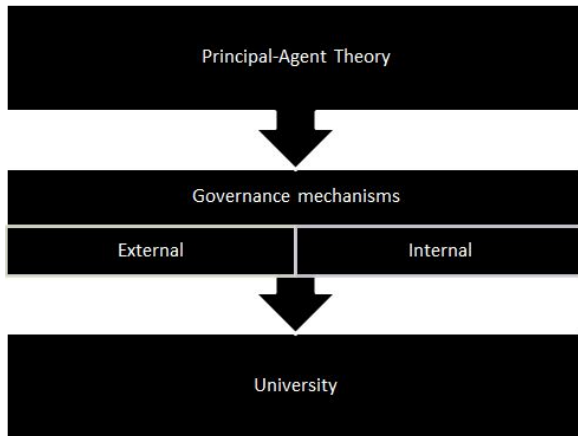 Principal-Agent Theory
Governance mechanisms
External
Internal
University